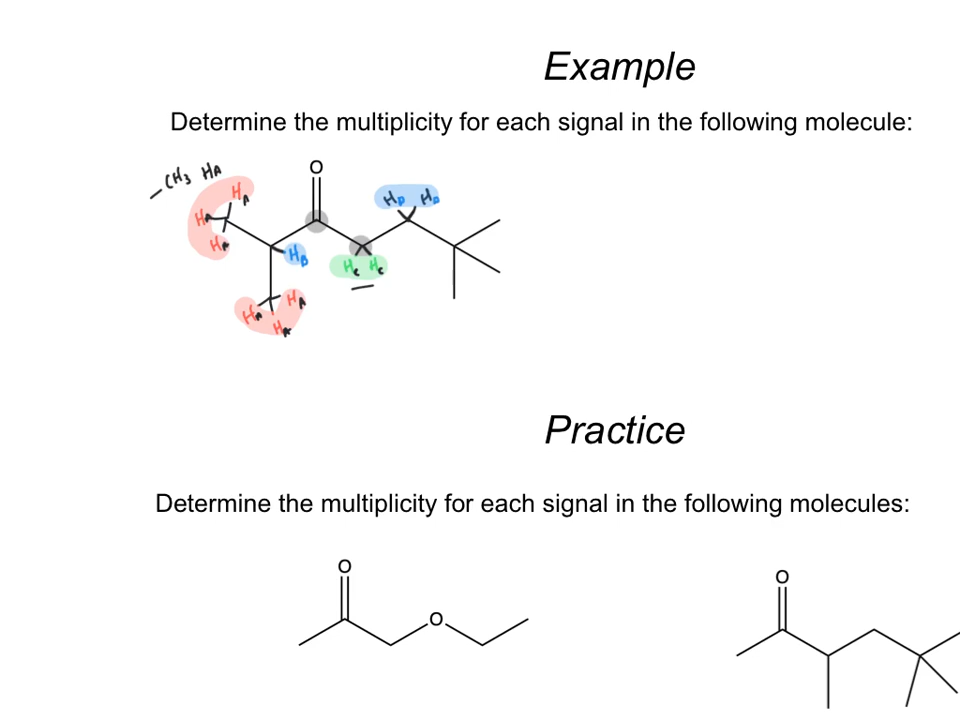 Example
Determine the multiplicity for each signal in the following molecule:
–CH3 HA
O
HA
HA
HA
HD HD
HB
HC HC
HA
HA
HA
Practice
Determine the multiplicity for each signal in the following molecules:
O
O
O